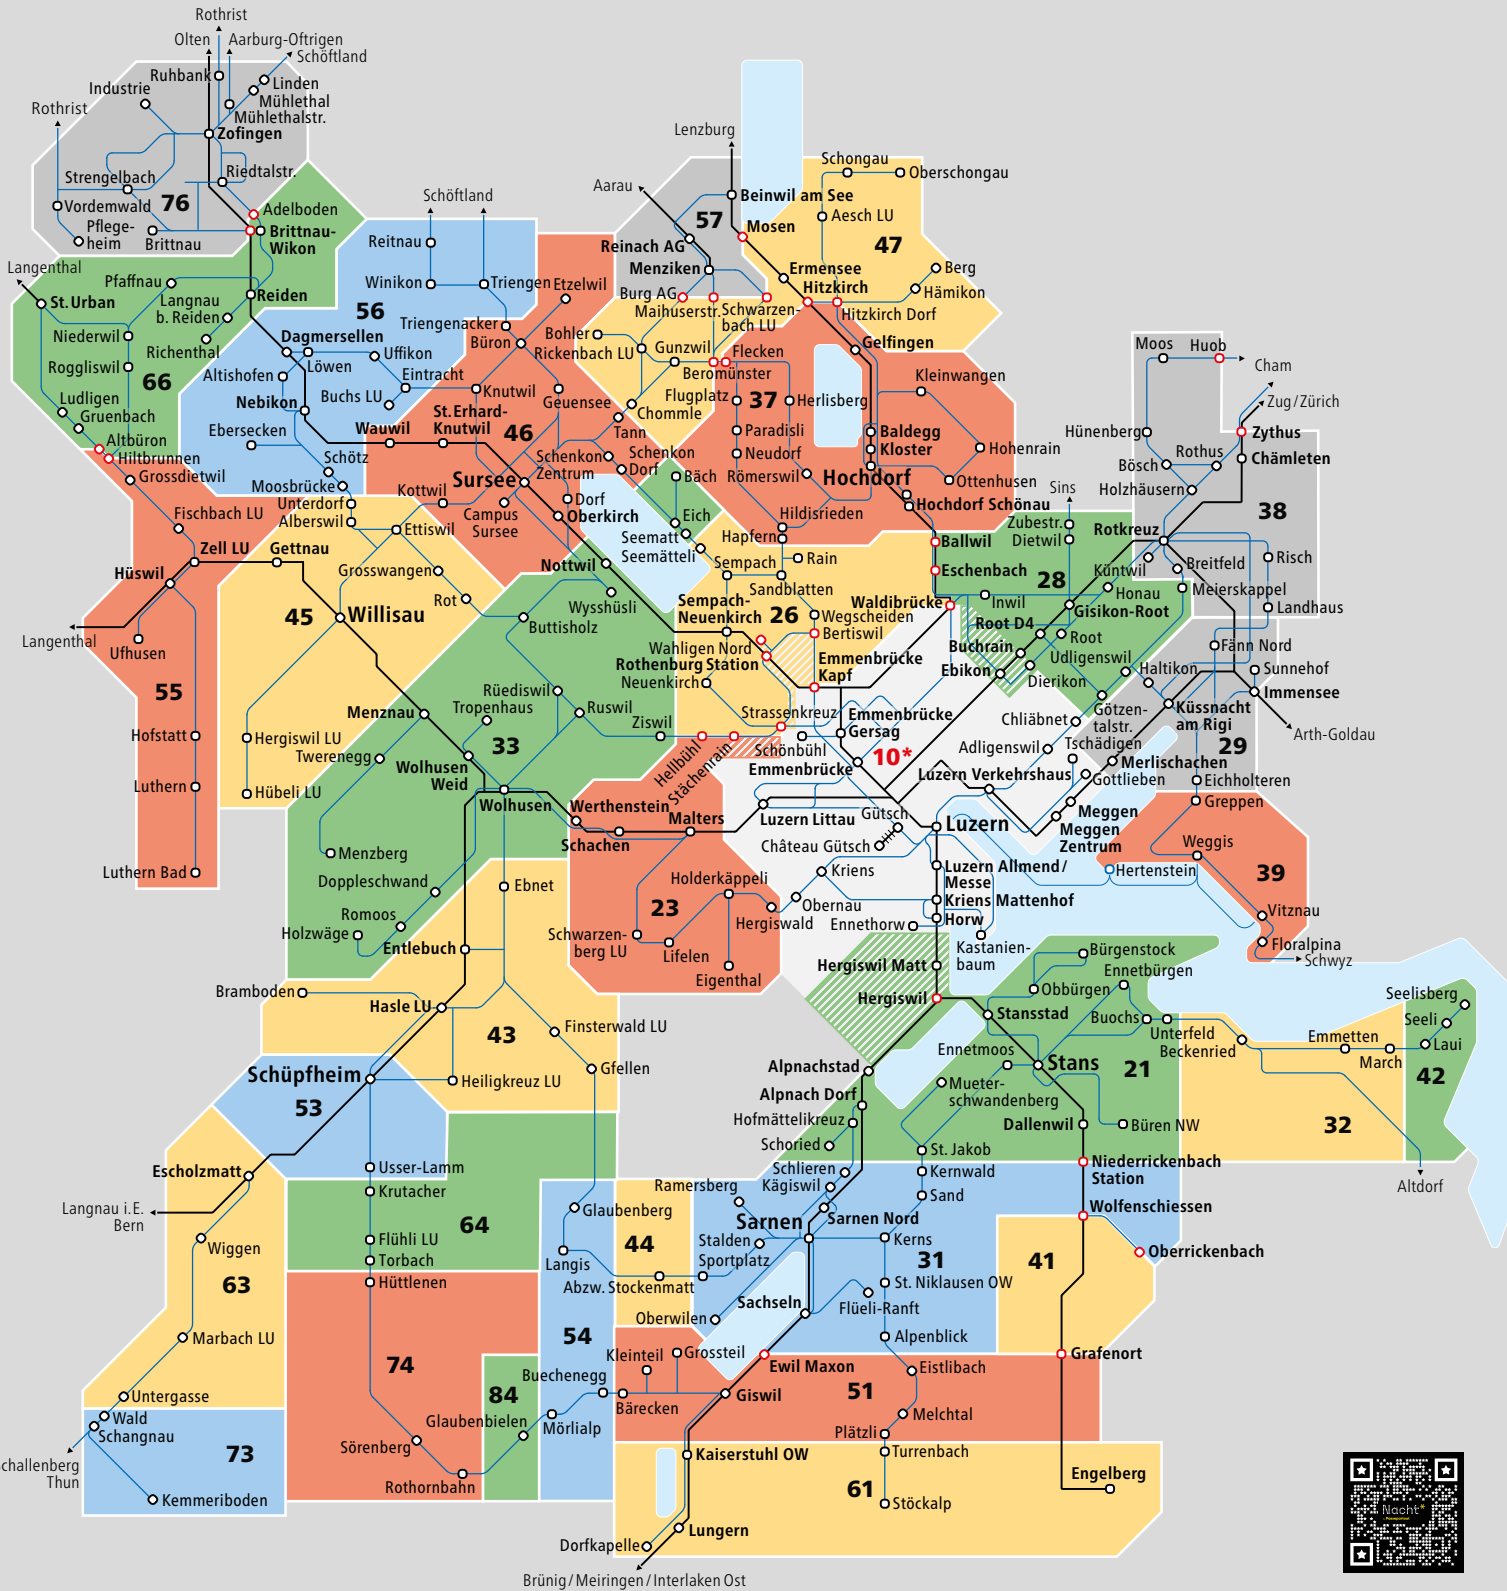 Rothrist
Olten
Aarburg-Oftrigen
Schöftland
Ruhbank
Industrie
Linden
Mühlethal
Mühlethalstr.
Rothrist
Zofingen
Strengelbach
Riedtalstr.
76
Vordemwald
Pflege-
heim
Brittnau
Adelboden
Brittnau-
Wikon
Langenthal
St. Urban
Pfaffnau
Langnau
b. Reiden
Reiden
Niederwil
Richenthal
Roggliswil
66
Ludligen
Gruenbach
Altbüron
Hiltbrunnen
Grossdietwil
Schöftland
Reitnau
Winikon
Triengen
56
Triengenacker
Dagmersellen
Löwen
Uffikon
Altishofen
Eintracht
Buchs LU
Nebikon
Ebersecken
Schötz
Moosbrücke
Etzelwil
Büron
Knutwil
Geuensee
St. Erhard-
Knutwil
Wauwil
46
Schenkon
Zentrum
Tann
Schenkon
Dorf
Sursee
Kottwil
Campus
Sursee
Dorf
Oberkirch
Lenzburg
Aarau
Beinwil am See
57
Mosen
Reinach AG
Menziken
Burg AG
Maihuserstr.
Schwarzen-
bach LU
Schongau
Oberschongau
Aesch LU
47
Berg
Ermensee
Hitzkirch
Hämikon
Hitzkirch Dorf
Gelfingen
Bohler
Rickenbach LU
Gunzwil
Flecken
Beromünster
Chommle
Flugplatz
37
Herlisberg
Kleinwangen
Paradisli
Baldegg
Kloster
Neudorf
Hohenrain
Römerswil
Hochdorf
Ottenhusen
Hochdorf Schönau
Hildisrieden
Bäch
Eich
Seematt
Seemätteli
Hapfern
Ballwil
Eschenbach
Moos
Huob
Cham
Zug/Zürich
Hünenberg
Zythus
Rothus
Chämleten
Bösch
Holzhäusern
38
Rotkreuz
Sins
Zubestr.
Dietwil
Risch
Breitfeld
Küntwil
Meierskappel
Honau
Landhaus
28
Inwil
Gisikon-Root
Root D4
Root
Udligenswil
Buchrain
Ebikon
Dierikon
Fischbach LU
Unterdorf
Alberswil
Ettiswil
Zell LU
Gettnau
Hüswil
Grosswangen
Rot
45
Willisau
Langenthal
Ufhusen
55
Hofstatt
Luthern
Luthern Bad
Hergiswil LU
Hübeli LU
Nottwil
Wysshüsli
Buttisholz
Rüediswil
Ruswil
Tropenhaus
Ziswil
Menznau
33
Twerenegg
Wolhusen
Weid
Wolhusen
Menzberg
Doppleschwand
Romoos
Holzwäge
Sempach
Rain
Sandblatten
Sempach-
Neuenkirch
26
Wegscheiden
Bertiswil
Wahligen Nord
Rothenburg Station
Neuenkirch
Emmenbrücke
Kapf
Waldibrücke
Strassenkreuz
Emmenbrücke
Gersag
Schönbühl
Emmenbrücke
10*
Hellbühl
Stächenrain
Werthenstein
Malters
Schachen
Luzern Littau
Gütsch
Château Gütsch
Luzern
Luzern Verkehrshaus
Adligenswil
Chliäbnet
Götzen-
talstr.
Tschädigen
Gottlieben
Merlischachen
Meggen
Meggen
Zentrum
Haltikon
Fänn Nord
Sunnehof
Immensee
Küssnacht
am Rigi
29
Arth-Goldau
Eichholteren
Greppen
Weggis
39
Hertenstein
Vitznau
Floralpina
Schwyz
Kriens
Luzern Allmend/
Messe
Kriens Mattenhof
Horw
Obernau
Ennethorw
Kastanien-
baum
Holderkäppeli
23
Hergiswald
Schwarzen-
berg LU
Lifelen
Eigenthal
Hergiswil Matt
Hergiswil
Ebnet
Entlebuch
Bramboden
Hasle LU
43
Finsterwald LU
Gfellen
Schüpfheim
Heiligkreuz LU
53
Escholzmatt
Langnau i.E.
Bern
Wiggen
63
Marbach LU
Untergasse
Wald
Schangnau
Thun
73
Kemmeriboden
Usser-Lamm
Krutacher
64
Flühli LU
Torbach
Hüttlenen
74
Sörenberg
Rothornbahn
84
Glaubenbielen
Glaubenberg
Langis
54
Mörlialp
Buechenegg
Bürgenstock
Obbürgen
Ennetbürgen
Stansstad
Buochs
Unterfeld
Beckenried
Ennetmoos
Stans
21
Mueter-
schwandenberg
Dallenwil
Büren NW
Niederrickenbach
Station
Wolfenschiessen
Oberrickenbach
Seelisberg
Seeli
Emmetten
March
Laui
42
32
Altdorf
Alpnachstad
Alpnach Dorf
Hofmättelikreuz
Schoried
Schlieren
Kägiswil
St. Jakob
Kernwald
Sand
Ramersberg
Sarnen
Sarnen Nord
Kerns
44
Stalden
Sportplatz
31
Abzw. Stockenmatt
St. Niklausen OW
Oberwilen
Sachseln
Flüeli-Ranft
Alpenblick
41
Grafenort
Kleinteil
Grossteil
Ewil Maxon
Eistlibach
Bärecken
Giswil
51
Melchtal
Plätzli
Turrenbach
Kaiserstuhl OW
61
Stöckalp
Engelberg
Lungern
Dorfkapelle
Brünig/Meiringen/Interlaken Ost
Nacht*